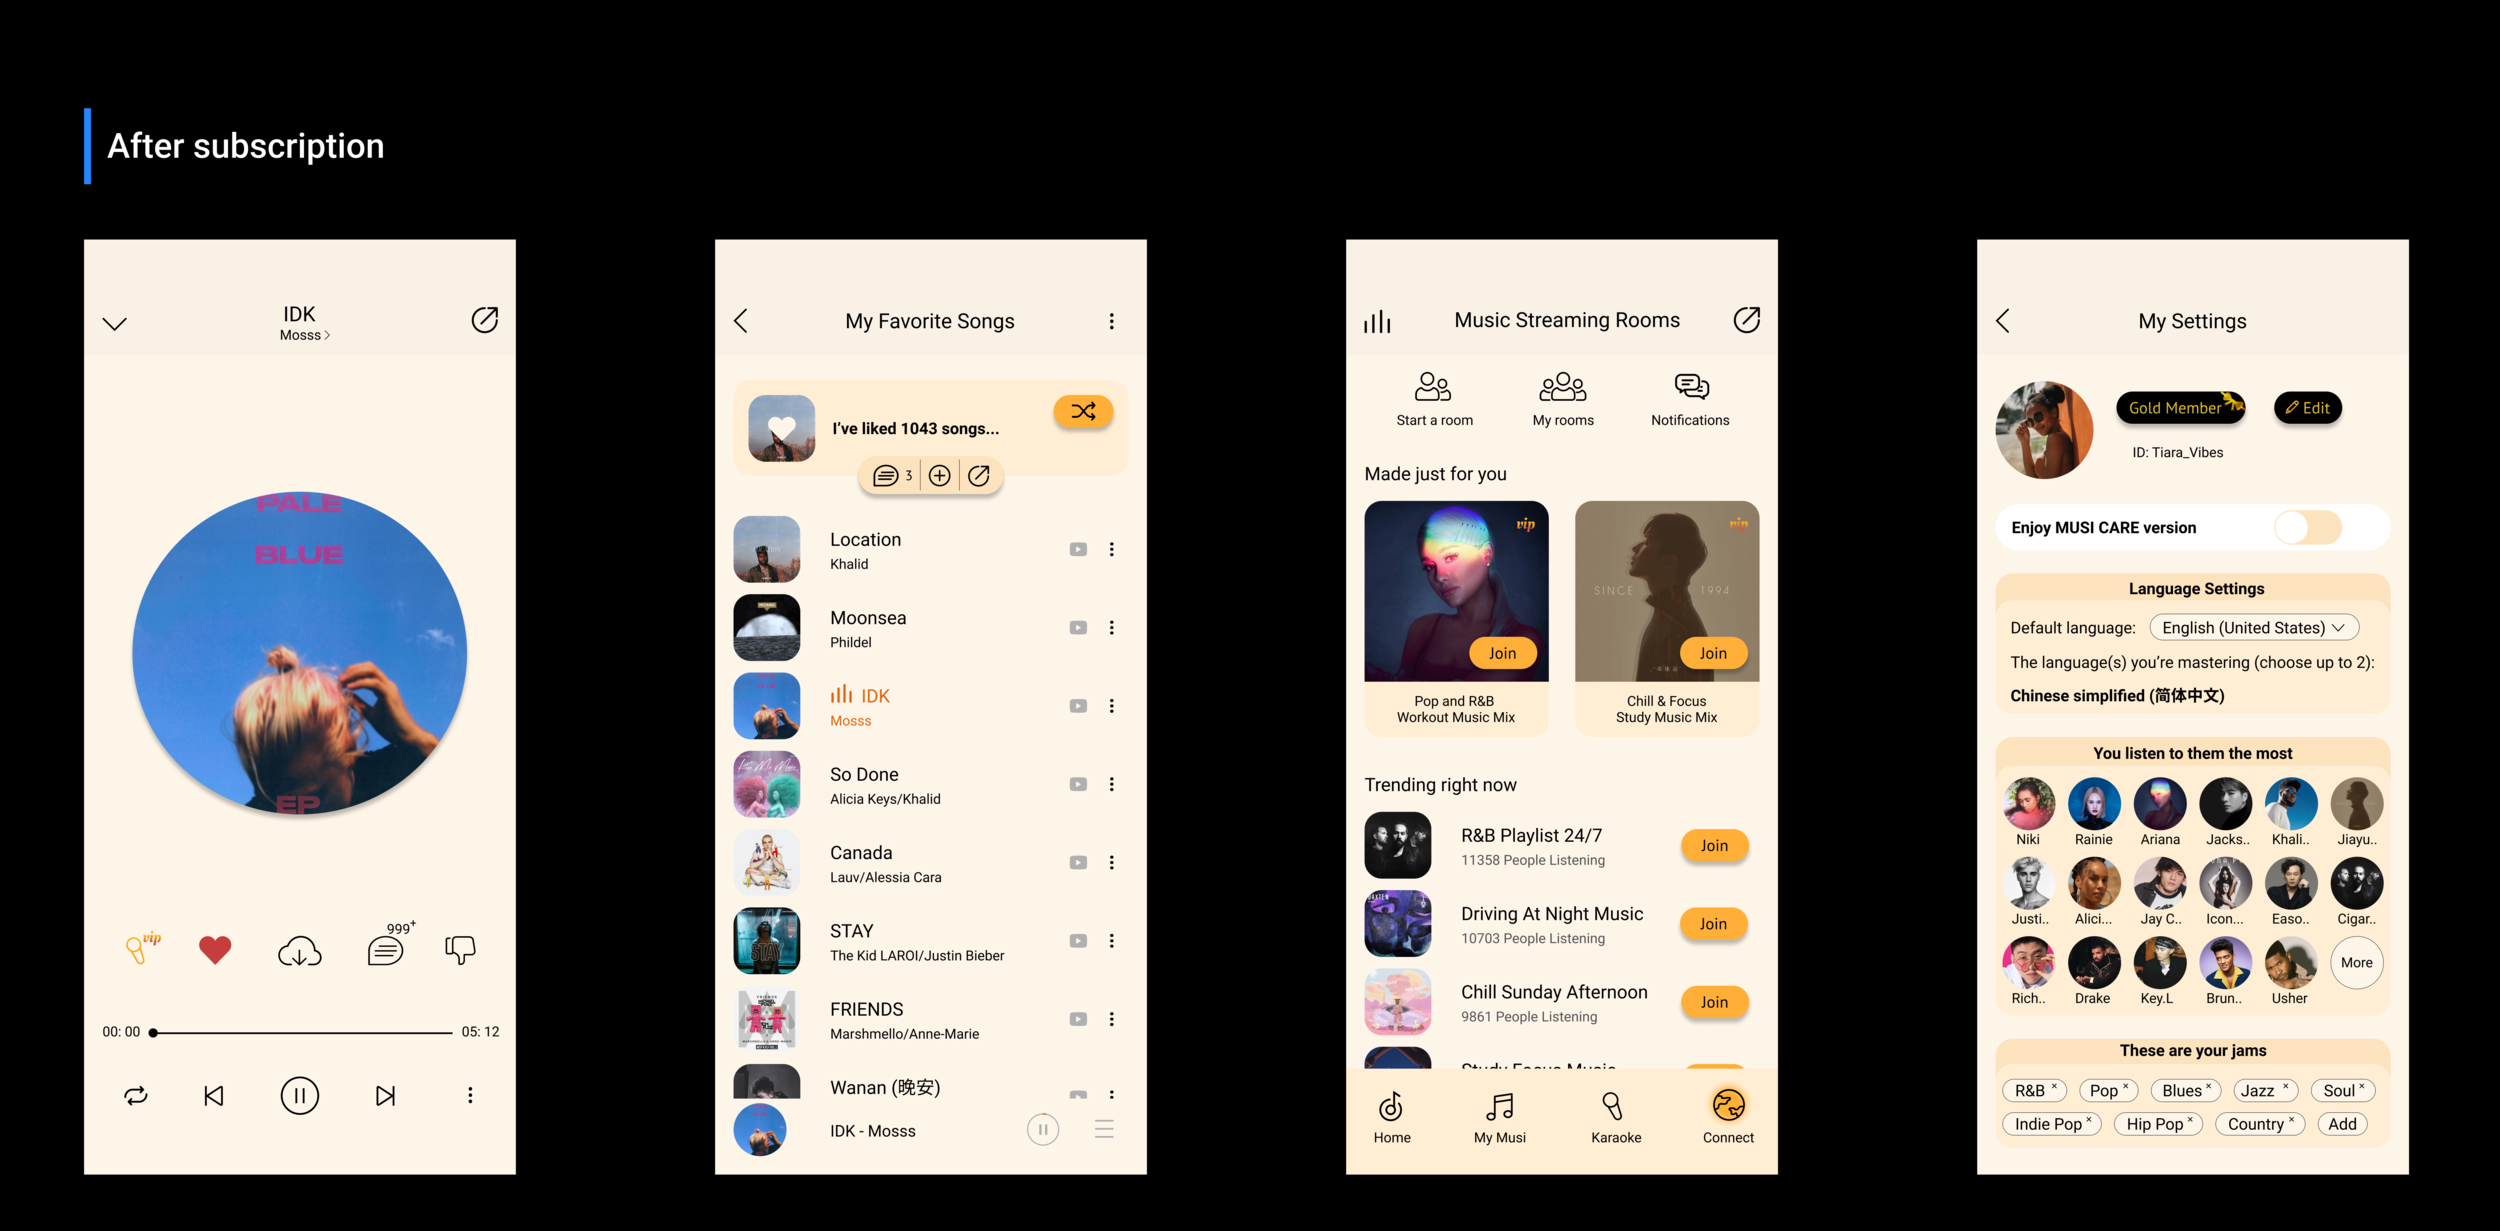 After subscription
IDK
Mosss >
PALE
BLUE
EP
vip
999+
00: 00
05: 12
My Favorite Songs
I've liked 1043 songs...
3
Location
Khalid
Moonsea
Phildel
IDK
Mosss
So Done
Alicia Keys/Khalid
Canada
Lauv/Alessia Cara
STAY
The Kid LAROI/Justin Bieber
STAY
FRIENDS
Marshmello/Anne-Marie
FRIENDS
Wanan (晚安)
IDK - Mosss
Music Streaming Rooms
Start a room
My rooms
Notifications
Made just for you
vip
Join
Pop and R&B
Workout Music Mix
vip
SINCE 1994
Join
Chill & Focus
Study Music Mix
Trending right now
R&B Playlist 24/7
11358 People Listening
Join
Driving At Night Music
10703 People Listening
Join
Chill Sunday Afternoon
9861 People Listening
Join
Study Focus Music
Home
My Musi
Karaoke
Connect
My Settings
Gold Member
Edit
ID: Tiara_Vibes
Enjoy MUSI CARE version
Language Settings
Default language: English (United States)
The language(s) you're mastering (choose up to 2):
Chinese simplified (简体中文)
You listen to them the most
Niki Rainie Ariana Jacks.. Khali.. Jiayu..
Justi.. Alici... Jay C.. Icon... Easo.. Cigar..
More
Rich.. Drake Key.L Brun.. Usher
These are your jams
R&B × Pop × Blues × Jazz × Soul ×
Indie Pop × Hip Pop × Country × Add